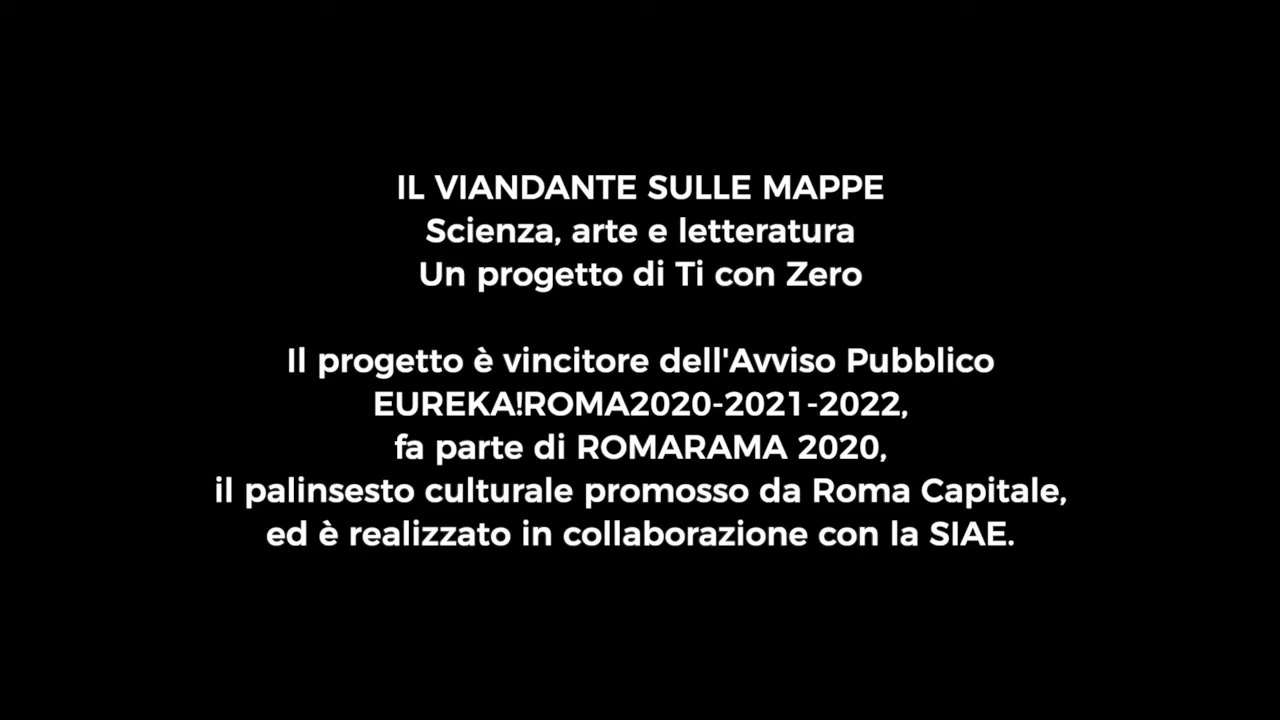 IL VIANDANTE SULLE MAPPE
Scienza, arte e letteratura
Un progetto di Ti con Zero
Il progetto è vincitore dell'Avviso Pubblico
EUREKA!ROMA2020-2021-2022,
fa parte di ROMARAMA 2020,
il palinsesto culturale promosso da Roma Capitale,
ed è realizzato in collaborazione con la SIAE.